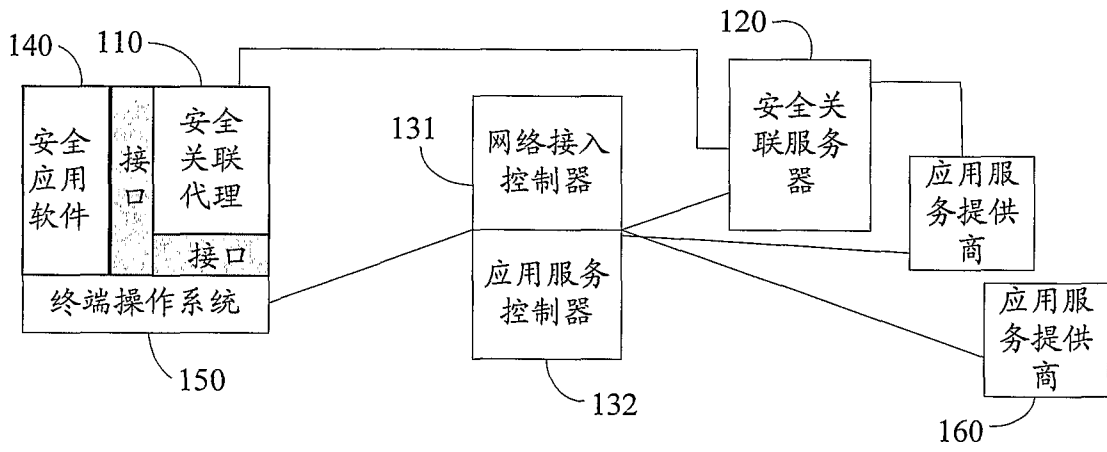 140
110
120
安全
应用
软件
接
口
安全
关联
代理
接口
终端操作系统
150
131
网络接入
控制器
应用服务
控制器
132
安全关
联服务
器
应用服
务提供
商
应用服
务提供
商
160